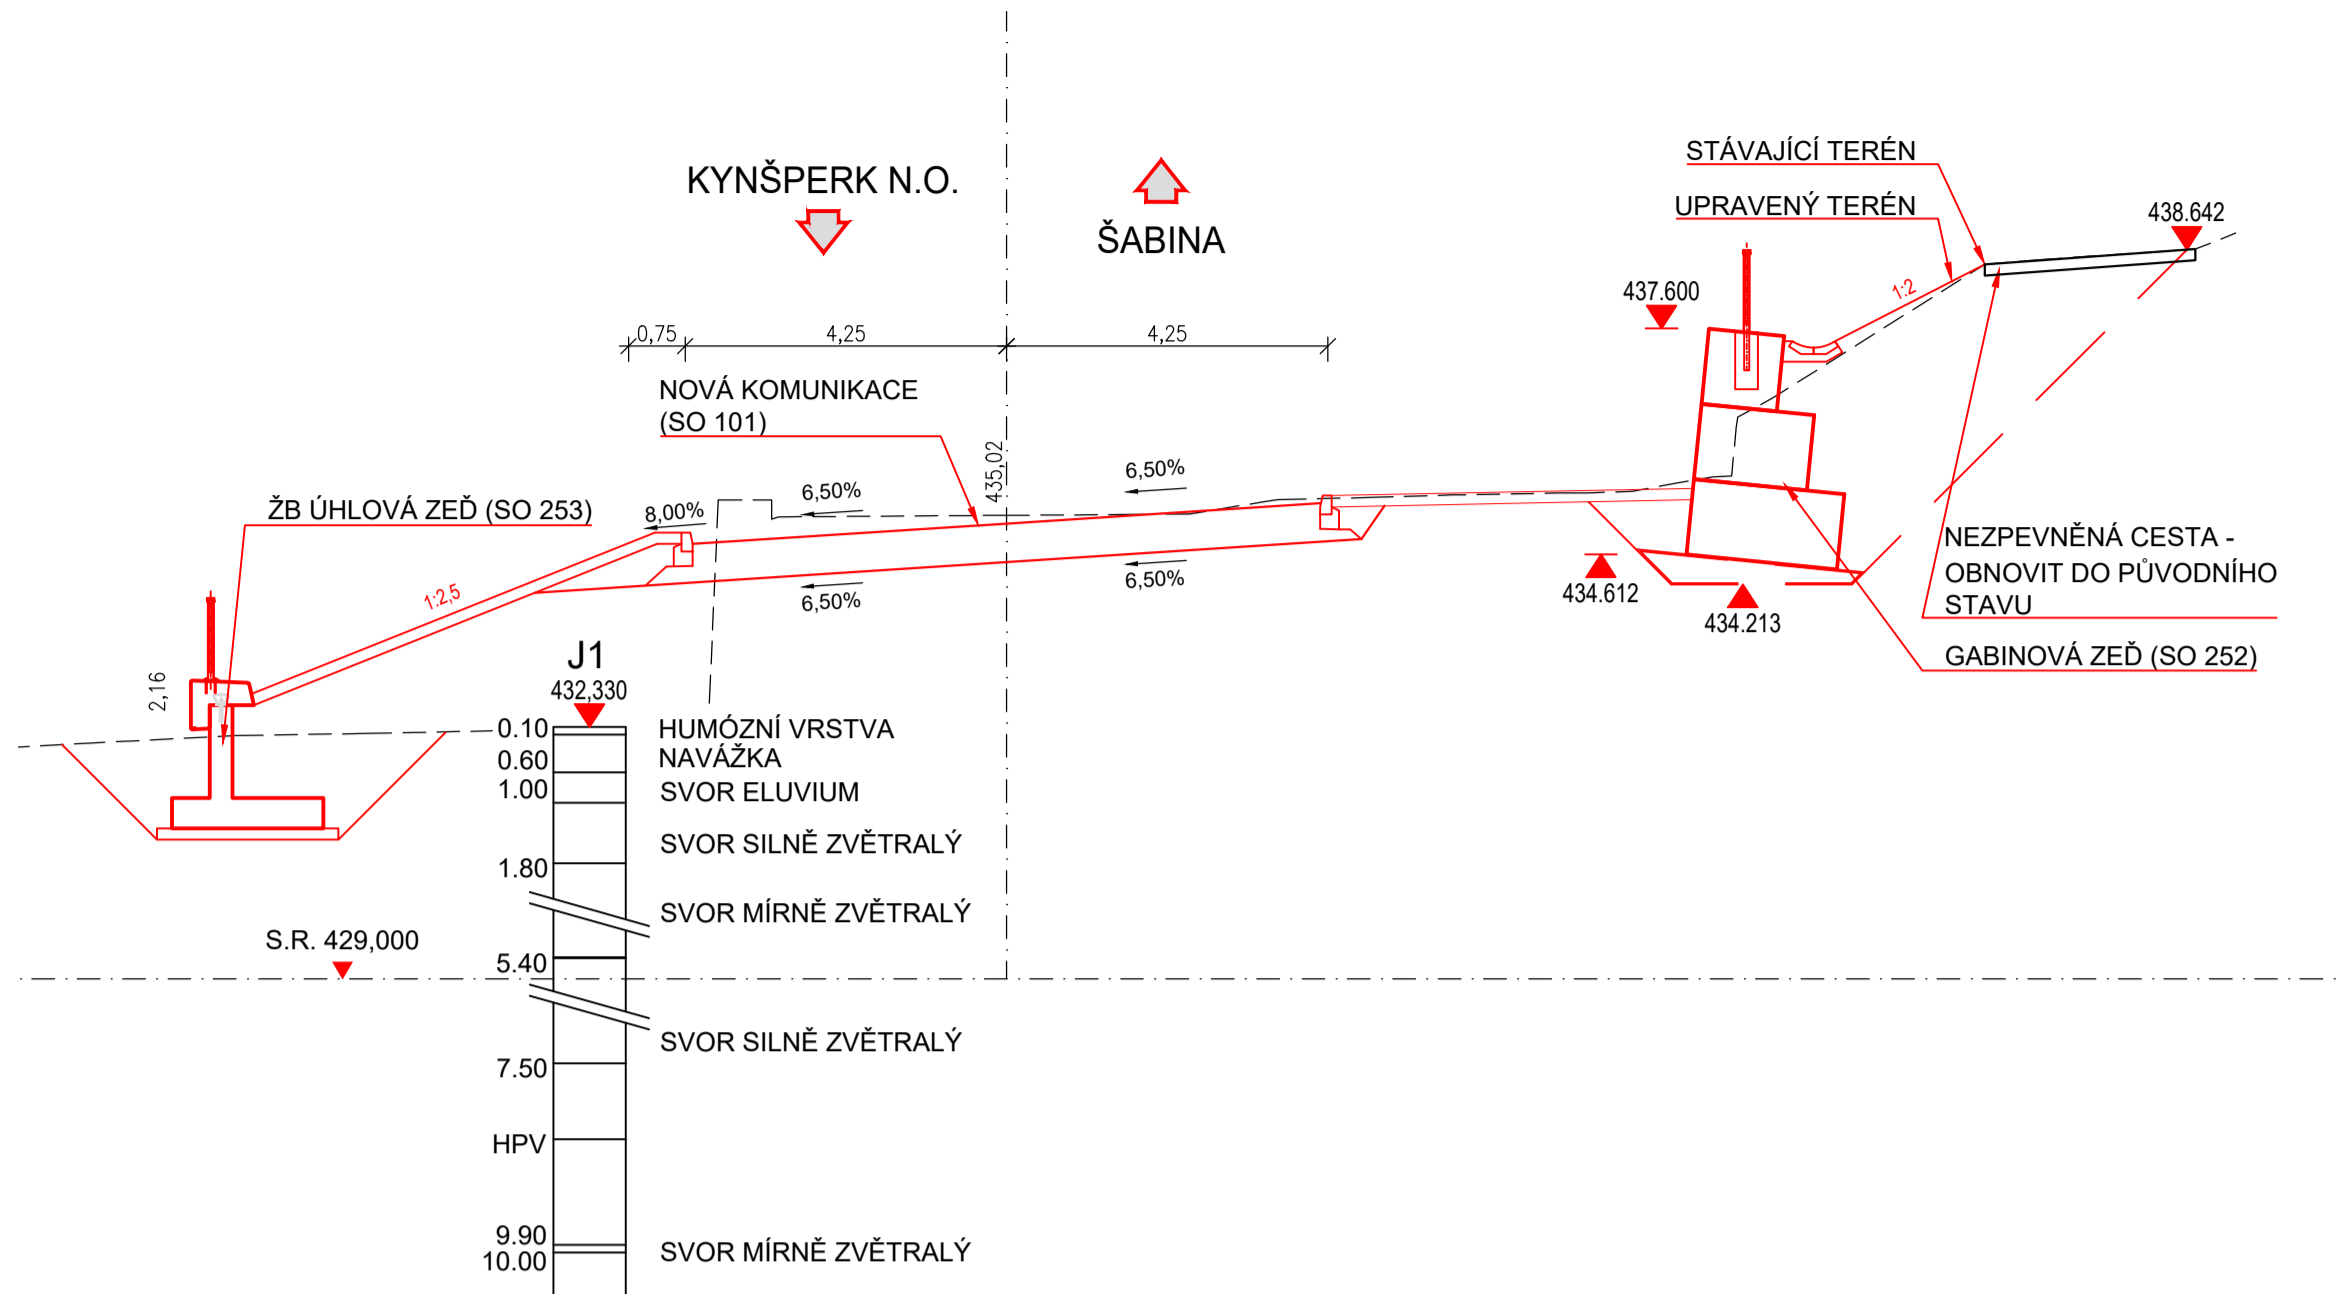 STÁVAJÍCÍ TERÉN
KYNŠPERK N.O.
UPRAVENÝ TERÉN
438.642
ŠABINA
437.600
1:2
0,75
4,25
4,25
NOVÁ KOMUNIKACE
(SO 101)
435,02
6,50%
6,50%
8,00%
ŽB ÚHLOVÁ ZEĎ (SO 253)
NEZPEVNĚNÁ CESTA -
OBNOVIT DO PŮVODNÍHO
STAVU
6,50%
6,50%
434.612
434.213
1:2,5
GABINOVÁ ZEĎ (SO 252)
J1
432,330
2,16
0.10
HUMÓZNÍ VRSTVA
0.60
NAVÁŽKA
1.00
SVOR ELUVIUM
SVOR SILNĚ ZVĚTRALÝ
1.80
SVOR MÍRNĚ ZVĚTRALÝ
S.R. 429,000
5.40
SVOR SILNĚ ZVĚTRALÝ
7.50
HPV
9.90
10.00
SVOR MÍRNĚ ZVĚTRALÝ